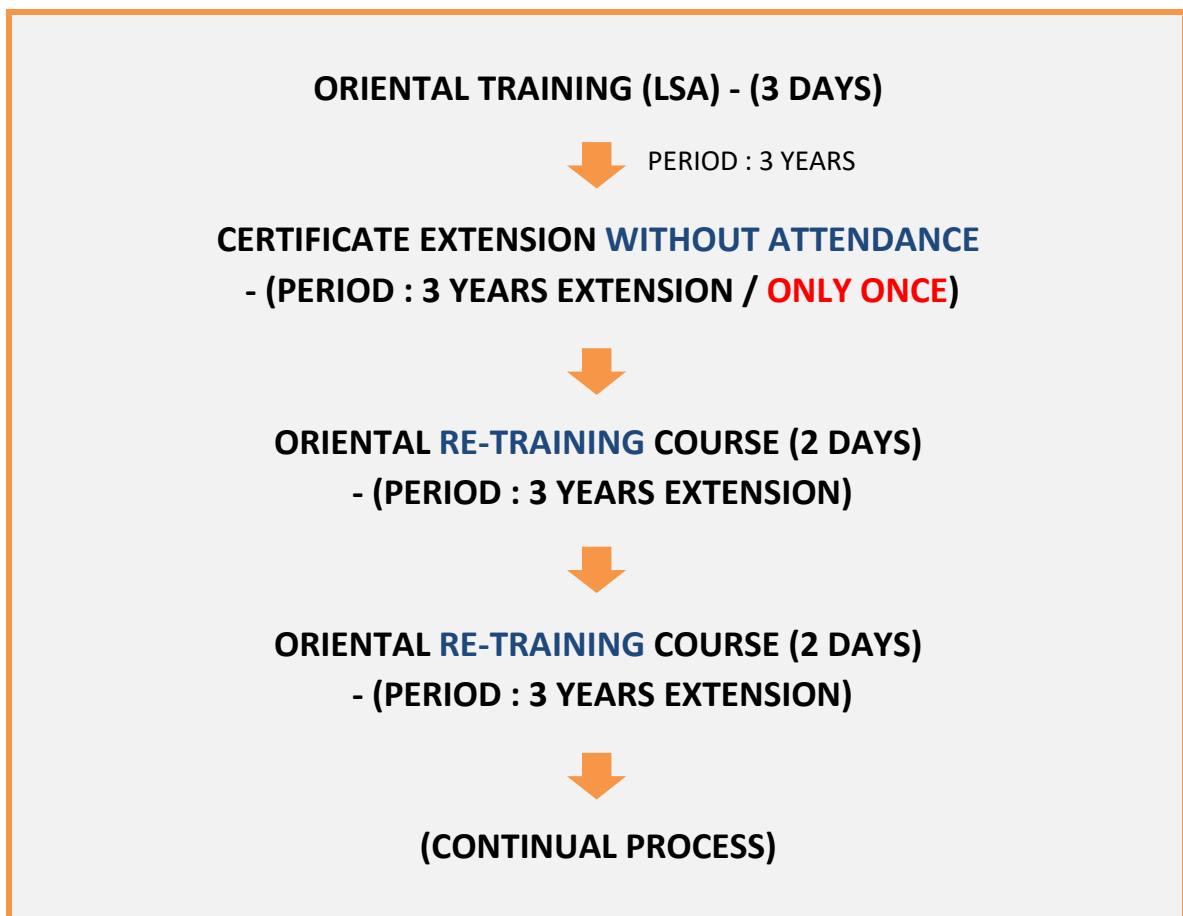 ORIENTAL TRAINING (LSA) - (3 DAYS)
PERIOD : 3 YEARS
CERTIFICATE EXTENSION WITHOUT ATTENDANCE
- (PERIOD : 3 YEARS EXTENSION / ONLY ONCE)
ORIENTAL RE-TRAINING COURSE (2 DAYS)
- (PERIOD : 3 YEARS EXTENSION)
ORIENTAL RE-TRAINING COURSE (2 DAYS)
- (PERIOD : 3 YEARS EXTENSION)
(CONTINUAL PROCESS)